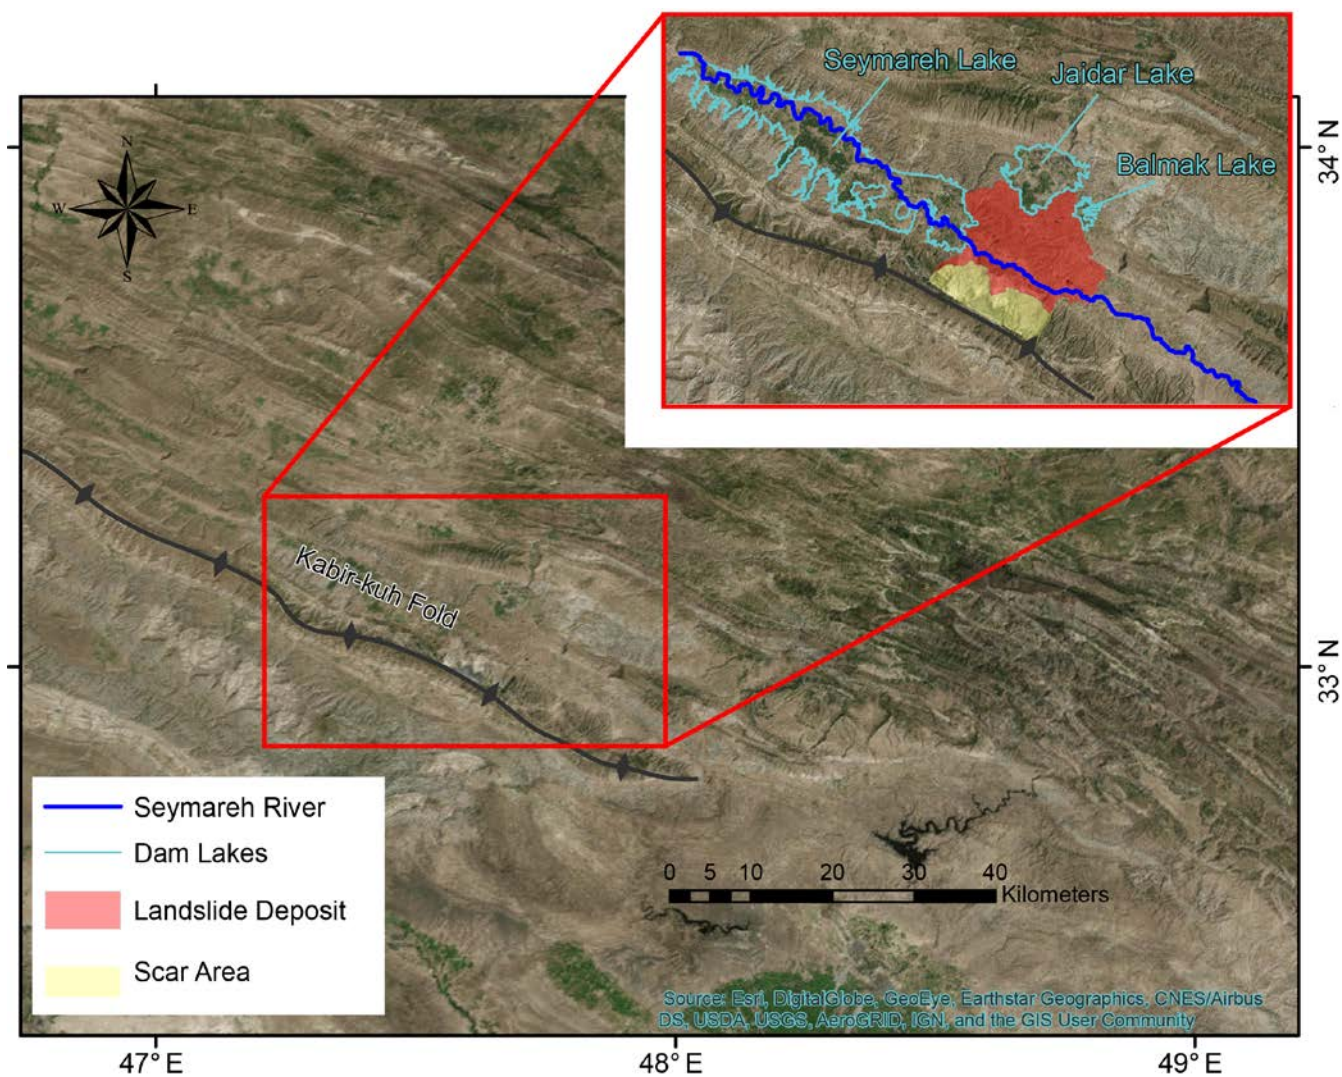 Seymareh Lake
Jaidar Lake
Balmak Lake
34° N
N
W
E
S
Kabir-kuh Fold
33° N
Seymareh River
Dam Lakes
Landslide Deposit
Scar Area
0 5 10 20 30 40
Kilometers
Source: Esri, DigitalGlobe, GeoEye, Earthstar Geographics, CNES/Airbus
DS, USDA, USGS, AeroGRID, IGN, and the GIS User Community
47° E
48° E
49° E